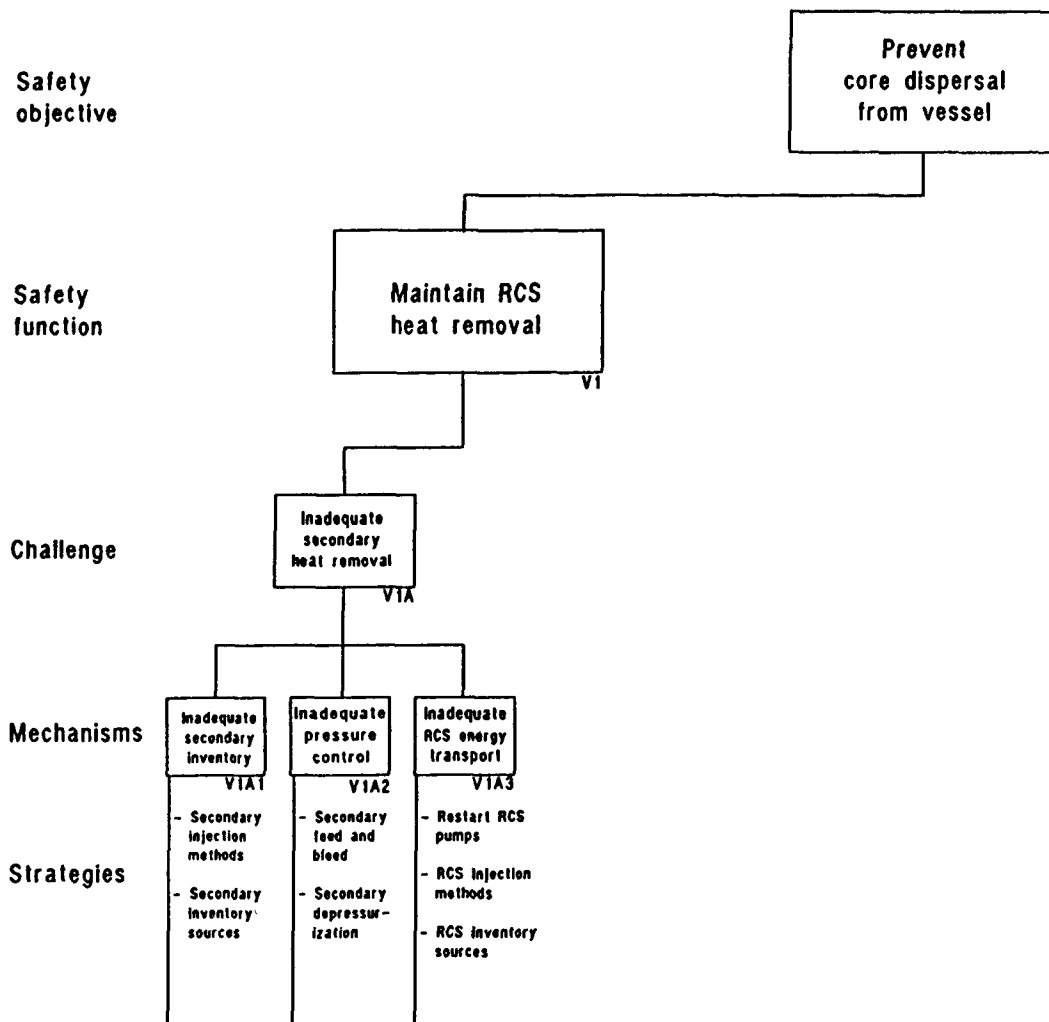 Safety
objective
Prevent
core dispersal
from vessel
Safety
function
Maintain RCS
heat removal
V1
Challenge
Inadequate
secondary
heat removal
V1A
Mechanisms
Inadequate
secondary
inventory
V1A1
Inadequate
pressure
control
V1A2
Inadequate
RCS energy
transport
V1A3
Strategies
- Secondary
injection
methods
- Secondary
inventory
sources
- Secondary
feed and
bleed
- Secondary
depressur-
ization
- Restart RCS
pumps
- RCS injection
methods
- RCS inventory
sources